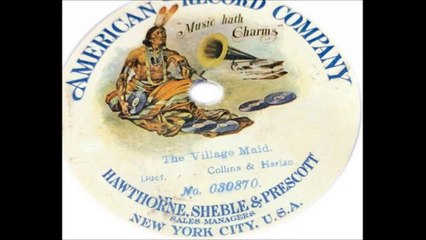 AMERICAN RECORD COMPANY
"Music hath
Charms"
The Village Maid.
Duet. Collins & Harlan.
No. 030870.
HAWTHORNE, SHEBLE & PRESCOTT
SALES MANAGERS
NEW YORK CITY, U.S.A.